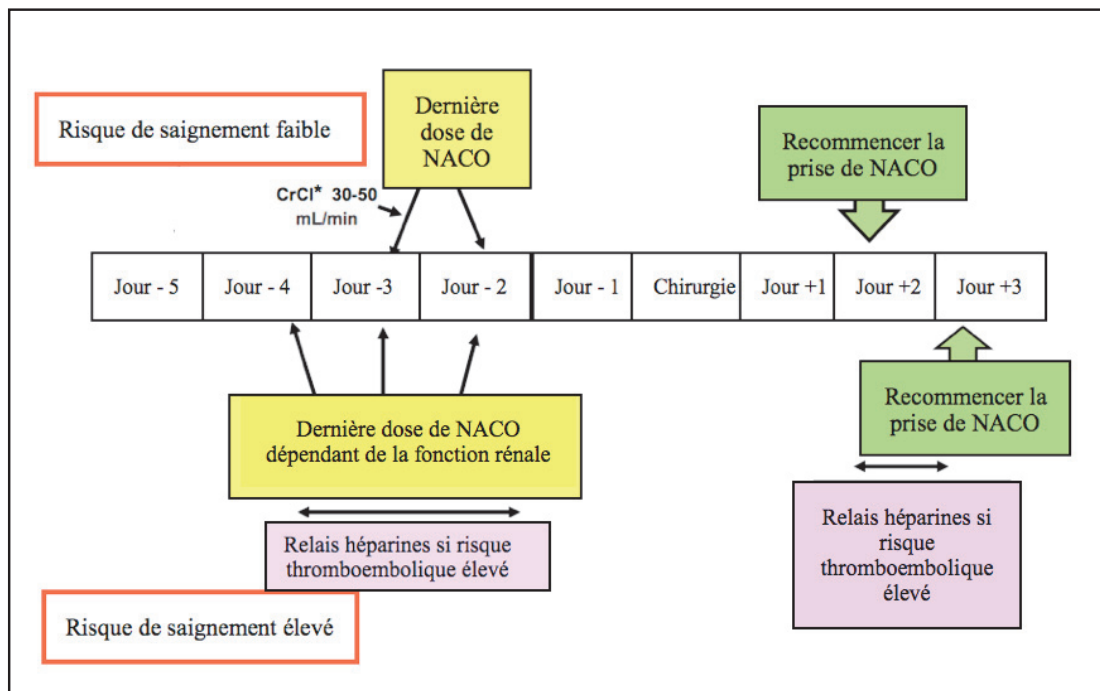 Dernière
dose de
NACO
Risque de saignement faible
Recommencer la
prise de NACO
CrCl* 30-50
mL/min
Jour - 5
Jour - 4
Jour -3
Jour - 2
Jour - 1
Chirurgie
Jour +1
Jour +2
Jour +3
Dernière dose de NACO
dépendant de la fonction rénale
Recommencer la
prise de NACO
Relais héparines si risque
thromboembolique élevé
Relais héparines si
risque
thromboembolique
élevé
Risque de saignement élevé